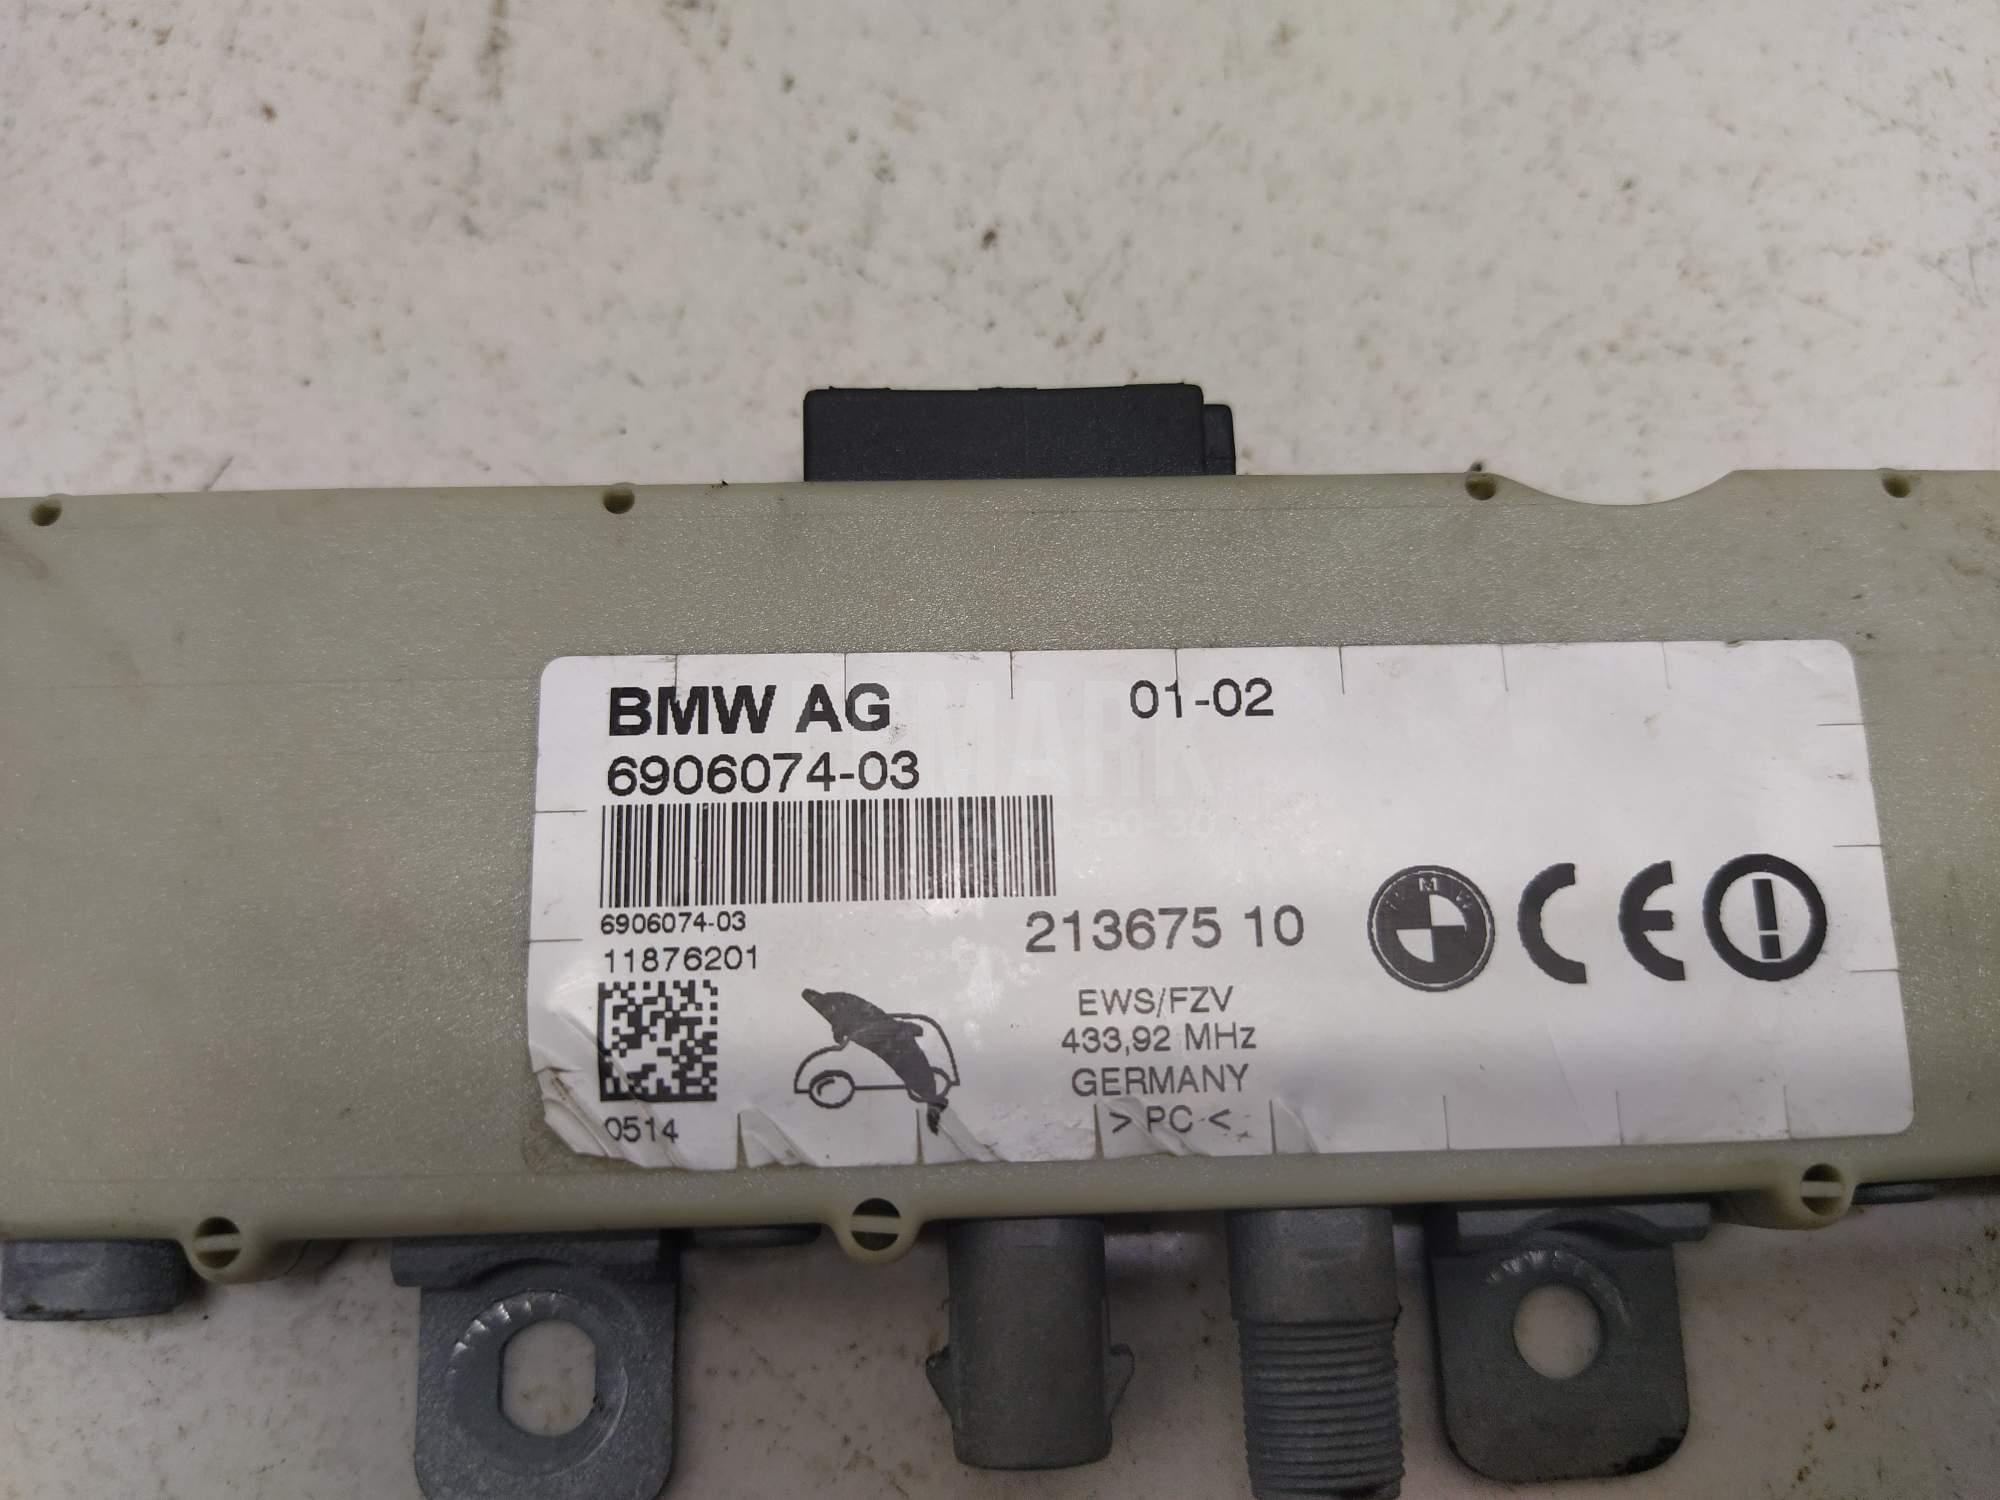 BMW AG 01-02
6906074-03
6906074-03
213675 10
11876201
EWS/FZV
433,92 MHz
GERMANY
> PC <
0514
CE